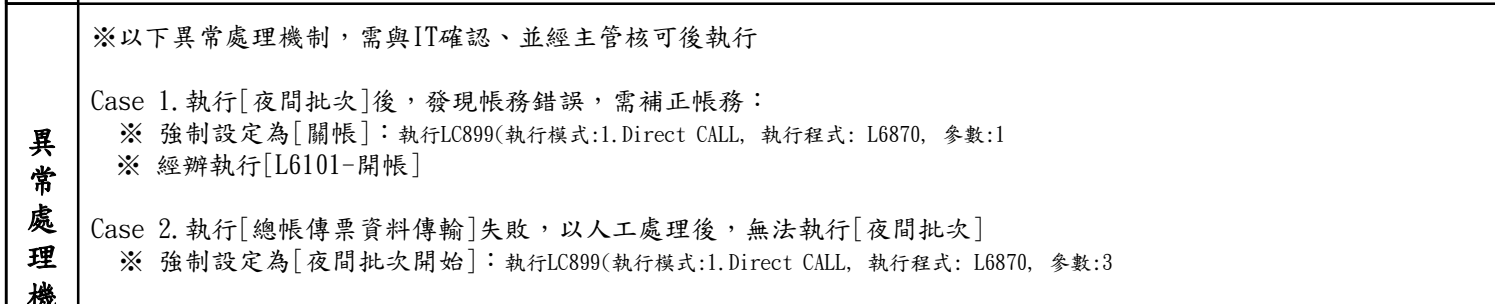 ※以下異常處理機制，需與IT確認、並經主管核可後執行
Case 1.執行[夜間批次]後，發現帳務錯誤，需補正帳務：
※ 強制設定為[關帳]：執行LC899(執行模式:1.Direct CALL, 執行程式: L6870, 參數:1
※ 經辦執行[L6101-開帳]
Case 2.執行[總帳傳票資料傳輸]失敗，以人工處理後，無法執行[夜間批次]
※ 強制設定為[夜間批次開始]：執行LC899(執行模式:1.Direct CALL, 執行程式: L6870, 參數:3
異
常
處
理
機